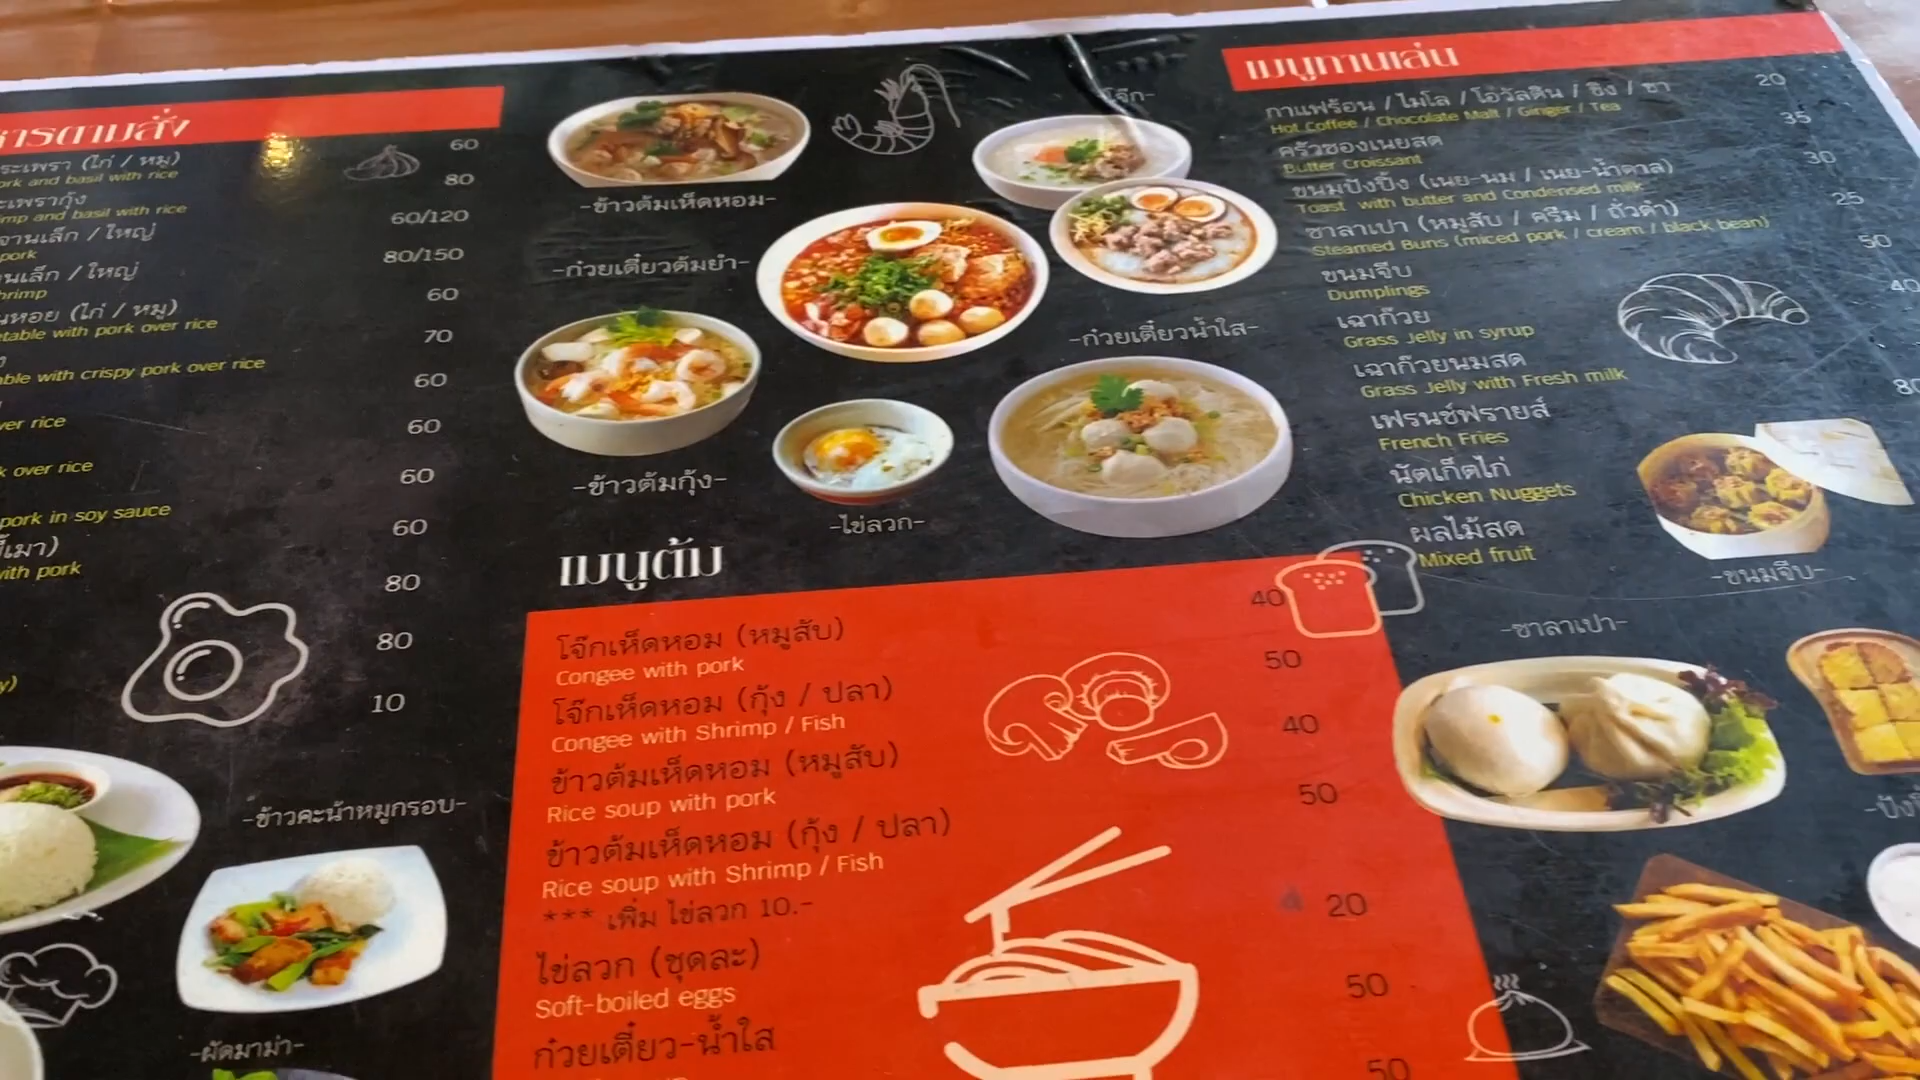 ารตามสั่ง
ระเพรา (ไก่ / หมู)
60
ork and basil with rice
ะเพรากุ้ง
80
imp and basil with rice
จานเล็ก / ใหญ่
60/120
pork
นเล็ก / ใหญ่
80/150
hrimp
นหอย (ไก่ / หมู)
60
etable with pork over rice
70
able with crispy pork over rice
60
ver rice
60
k over rice
60
pork in soy sauce
60
ขี้เมา)
with pork
80
80
y)
10
-ข้าวคะน้าหมูกรอบ-
-ผัดมาม่า-
-ข้าวต้มเห็ดหอม-
-โจ๊ก-
-ก๋วยเตี๋ยวต้มยำ-
-ก๋วยเตี๋ยวน้ำใส-
-ข้าวต้มกุ้ง-
-ไข่ลวก-
เมนูต้ม
โจ๊กเห็ดหอม (หมูสับ)
40
Congee with pork
โจ๊กเห็ดหอม (กุ้ง / ปลา)
50
Congee with Shrimp / Fish
ข้าวต้มเห็ดหอม (หมูสับ)
40
Rice soup with pork
ข้าวต้มเห็ดหอม (กุ้ง / ปลา)
50
Rice soup with Shrimp / Fish
*** เพิ่ม ไข่ลวก 10.-
ไข่ลวก (ชุดละ)
20
Soft-boiled eggs
ก๋วยเตี๋ยว-น้ำใส
50
50
เมนูทานเล่น
กาแฟร้อน / ไมโล / โอวัลติน / ขิง / ชา
20
Hot Coffee / Chocolate Malt / Ginger / Tea
ครัวซองเนยสด
35
Butter Croissant
ขนมปังปิ้ง (เนย-นม / เนย-น้ำตาล)
30
Toast with butter and Condensed milk
ซาลาเปา (หมูสับ / ครีม / ถั่วดำ)
25
Steamed Buns (miced pork / cream / black bean)
ขนมจีบ
50
Dumplings
เฉาก๊วย
40
Grass Jelly in syrup
เฉาก๊วยนมสด
Grass Jelly with Fresh milk
เฟรนช์ฟรายส์
80
French Fries
นัตเก็ตไก่
Chicken Nuggets
ผลไม้สด
Mixed fruit
-ขนมจีบ-
-ซาลาเปา-